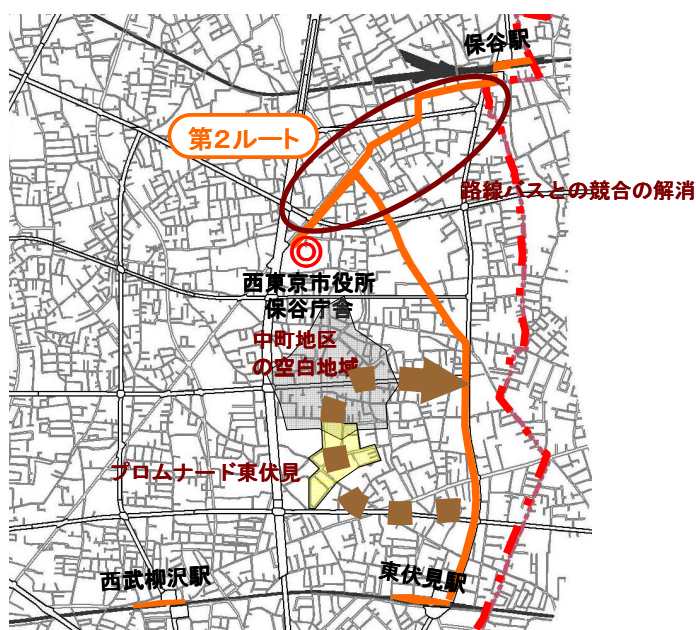 保谷駅
第2ルート
路線バスとの競合の解消
西東京市役所
保谷庁舎
中町地区
の空白地域
プロムナード東伏見
西武柳沢駅
東伏見駅